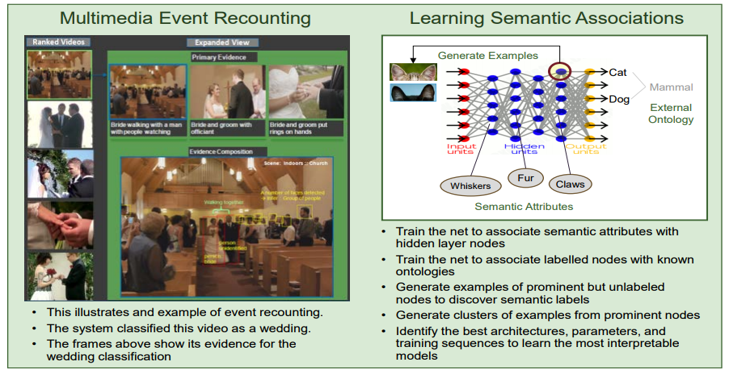 Multimedia Event Recounting
Ranked Videos
Expanded View
Primary Evidence
Bride walking with a man
with people watching
Bride and groom with
officiant
Bride and groom put
rings on hands
Evidence Composition
Scene: Indoors :: Church
Walking together
person
• This illustrates and example of event recounting.
• The system classified this video as a wedding.
• The frames above show its evidence for the
wedding classification
Learning Semantic Associations
Generate Examples
Cat
Dog
Mammal
External
Ontology
Input
units
Hidden
units
Output
units
Whiskers
Fur
Claws
Semantic Attributes
• Train the net to associate semantic attributes with
hidden layer nodes
• Train the net to associate labelled nodes with known
ontologies
• Generate examples of prominent but unlabeled
nodes to discover semantic labels
• Generate clusters of examples from prominent nodes
• Identify the best architectures, parameters, and
training sequences to learn the most interpretable
models